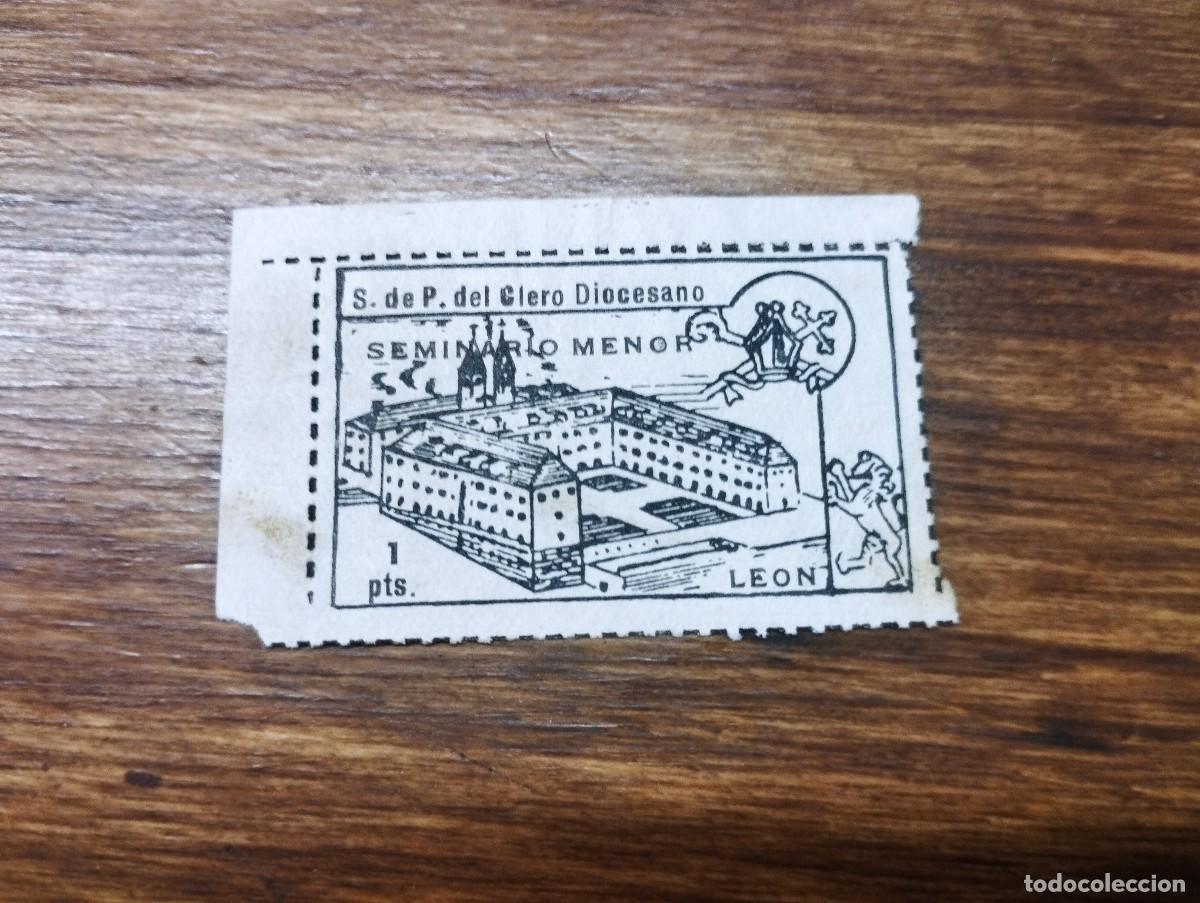 S. de P. del Clero Diocesano
SEMINARIO MENOR
1
pts.
LEON
todocoleccion